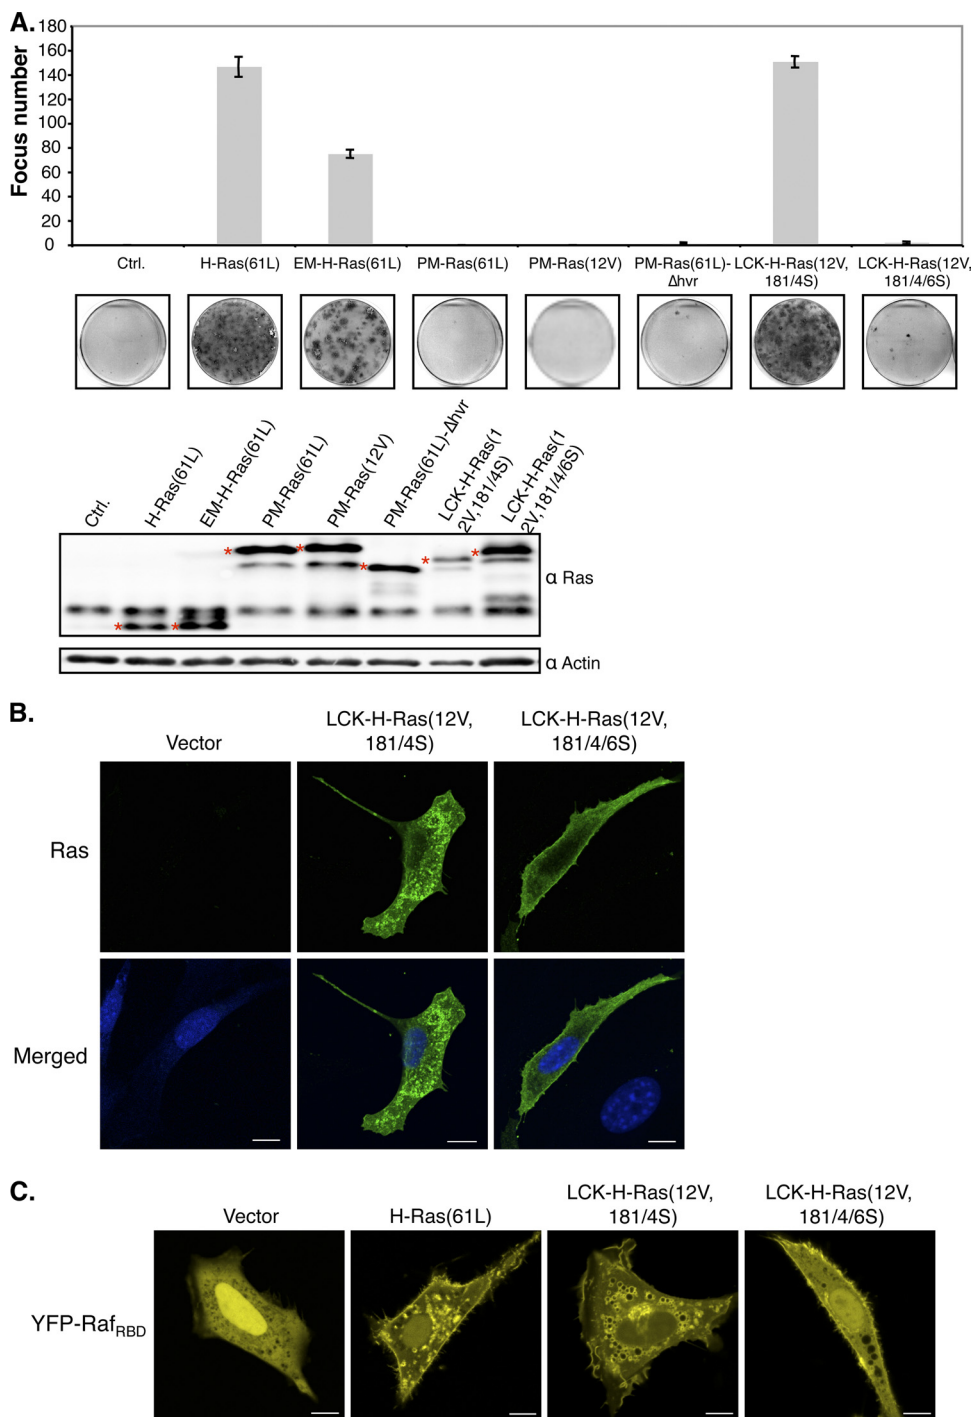 A.
Focus number
180
160
140
120
100
80
60
40
20
0
Ctrl.
H-Ras(61L)
EM-H-Ras(61L)
PM-Ras(61L)
PM-Ras(12V)
PM-Ras(61L)-
Δhvr
LCK-H-Ras(12V,
181/4S)
LCK-H-Ras(12V,
181/4/6S)
Ctrl.
H-Ras(61L)
EM-H-Ras(61L)
PM-Ras(61L)
PM-Ras(12V)
PM-Ras(61L)-Δhvr
LCK-H-Ras(1
2V,181/4S)
LCK-H-Ras(1
2V,181/4/6S)
* * * * * * *
α Ras
α Actin
B.
Vector
LCK-H-Ras(12V,
181/4S)
LCK-H-Ras(12V,
181/4/6S)
Ras
Merged
C.
Vector
H-Ras(61L)
LCK-H-Ras(12V,
181/4S)
LCK-H-Ras(12V,
181/4/6S)
YFP-RafRBD